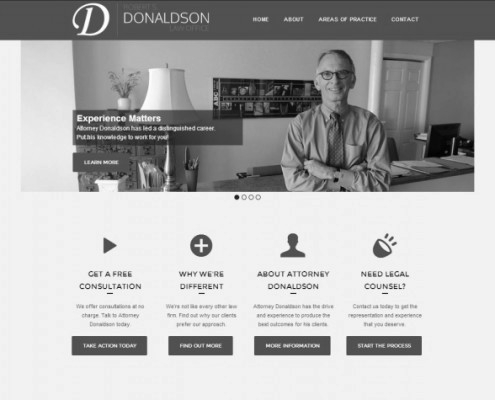 D
ROBERT E.
DONALDSON
LAW OFFICE
HOME ABOUT AREAS OF PRACTICE CONTACT
Experience Matters
Attorney Donaldson has led a distinguished career.
Put his knowledge to work for you!
LEARN MORE
GET A FREE
CONSULTATION
We offer consultations at no
charge. Talk to Attorney
Donaldson today.
TAKE ACTION TODAY
WHY WE'RE
DIFFERENT
We're not like every other law
firm. Find out why our clients
prefer our approach.
FIND OUT MORE
ABOUT ATTORNEY
DONALDSON
Attorney Donaldson has the drive
and experience to produce the
best outcomes for his clients.
MORE INFORMATION
NEED LEGAL
COUNSEL?
Contact us today to get the
representation and experience
that you deserve.
START THE PROCESS